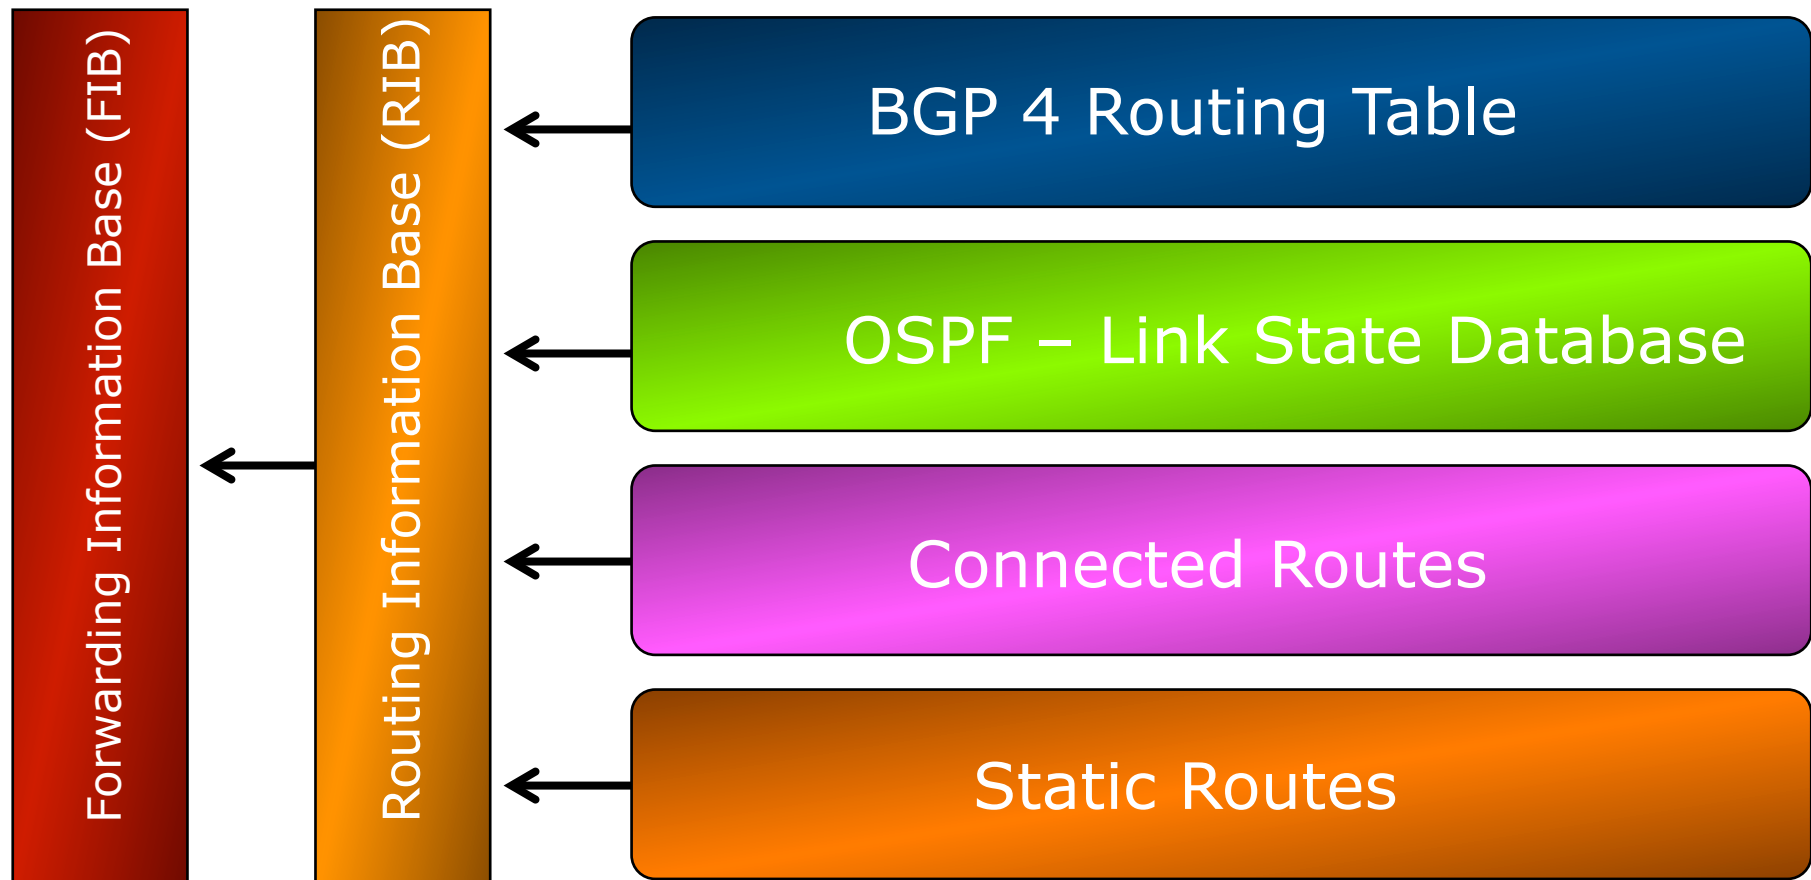 Forwarding Information Base (FIB)
Routing Information Base (RIB)
BGP 4 Routing Table
OSPF – Link State Database
Connected Routes
Static Routes